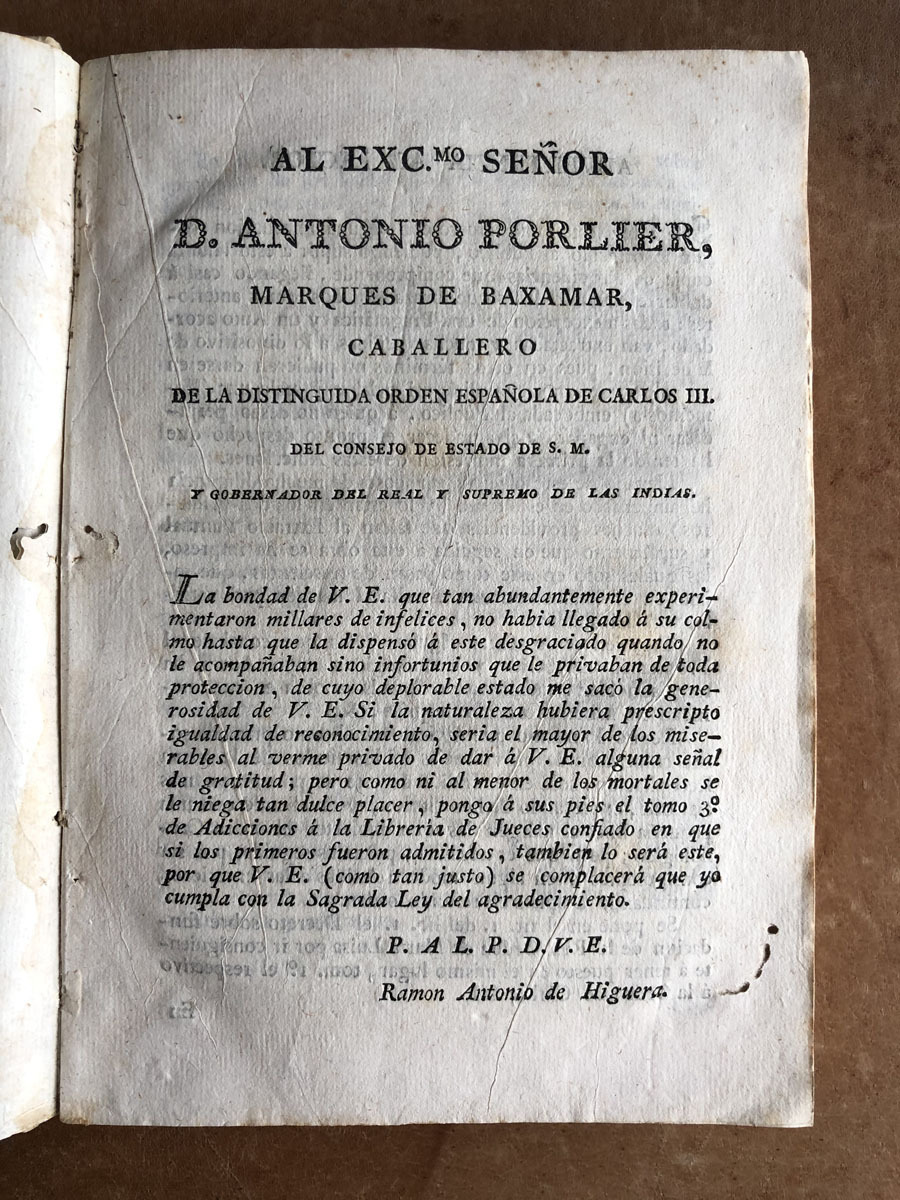 AL EXC.MO SEÑOR
D. ANTONIO PORLIER,
MARQUES DE BAXAMAR,
CABALLERO
DE LA DISTINGUIDA ORDEN ESPAÑOLA DE CARLOS III.
DEL CONSEJO DE ESTADO DE S. M.
Y GOBERNADOR DEL REAL Y SUPREMO DE LAS INDIAS.
La bondad de V. E. que tan abundantemente experi-
mentaron millares de infelices, no habia llegado á su col-
mo hasta que la dispensó á este desgraciado quando no
le acompañaban sino infortunios que le privaban de toda
proteccion, de cuyo deplorable estado me sacó la gene-
rosidad de V. E. Si la naturaleza hubiera prescripto
igualdad de reconocimiento, seria el mayor de los mise-
rables al verme privado de dar á V. E. alguna señal
de gratitud; pero como ni al menor de los mortales se
le niega tan dulce placer, pongo á sus pies el tomo 3.º
de Adicciones á la Librería de Jueces confiado en que
si los primeros fueron admitidos, tambien lo será este,
por que V. E. (como tan justo) se complacerá que yo
cumpla con la Sagrada Ley del agradecimiento.
P. A L. P. D. V. E.
Ramon Antonio de Higuera.